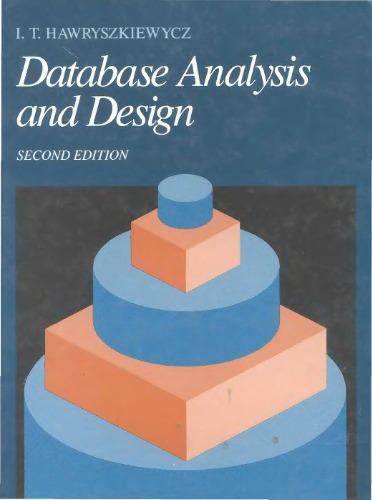 I. T. HAWRYSZKIEWYCZ
Database Analysis
and Design
SECOND EDITION